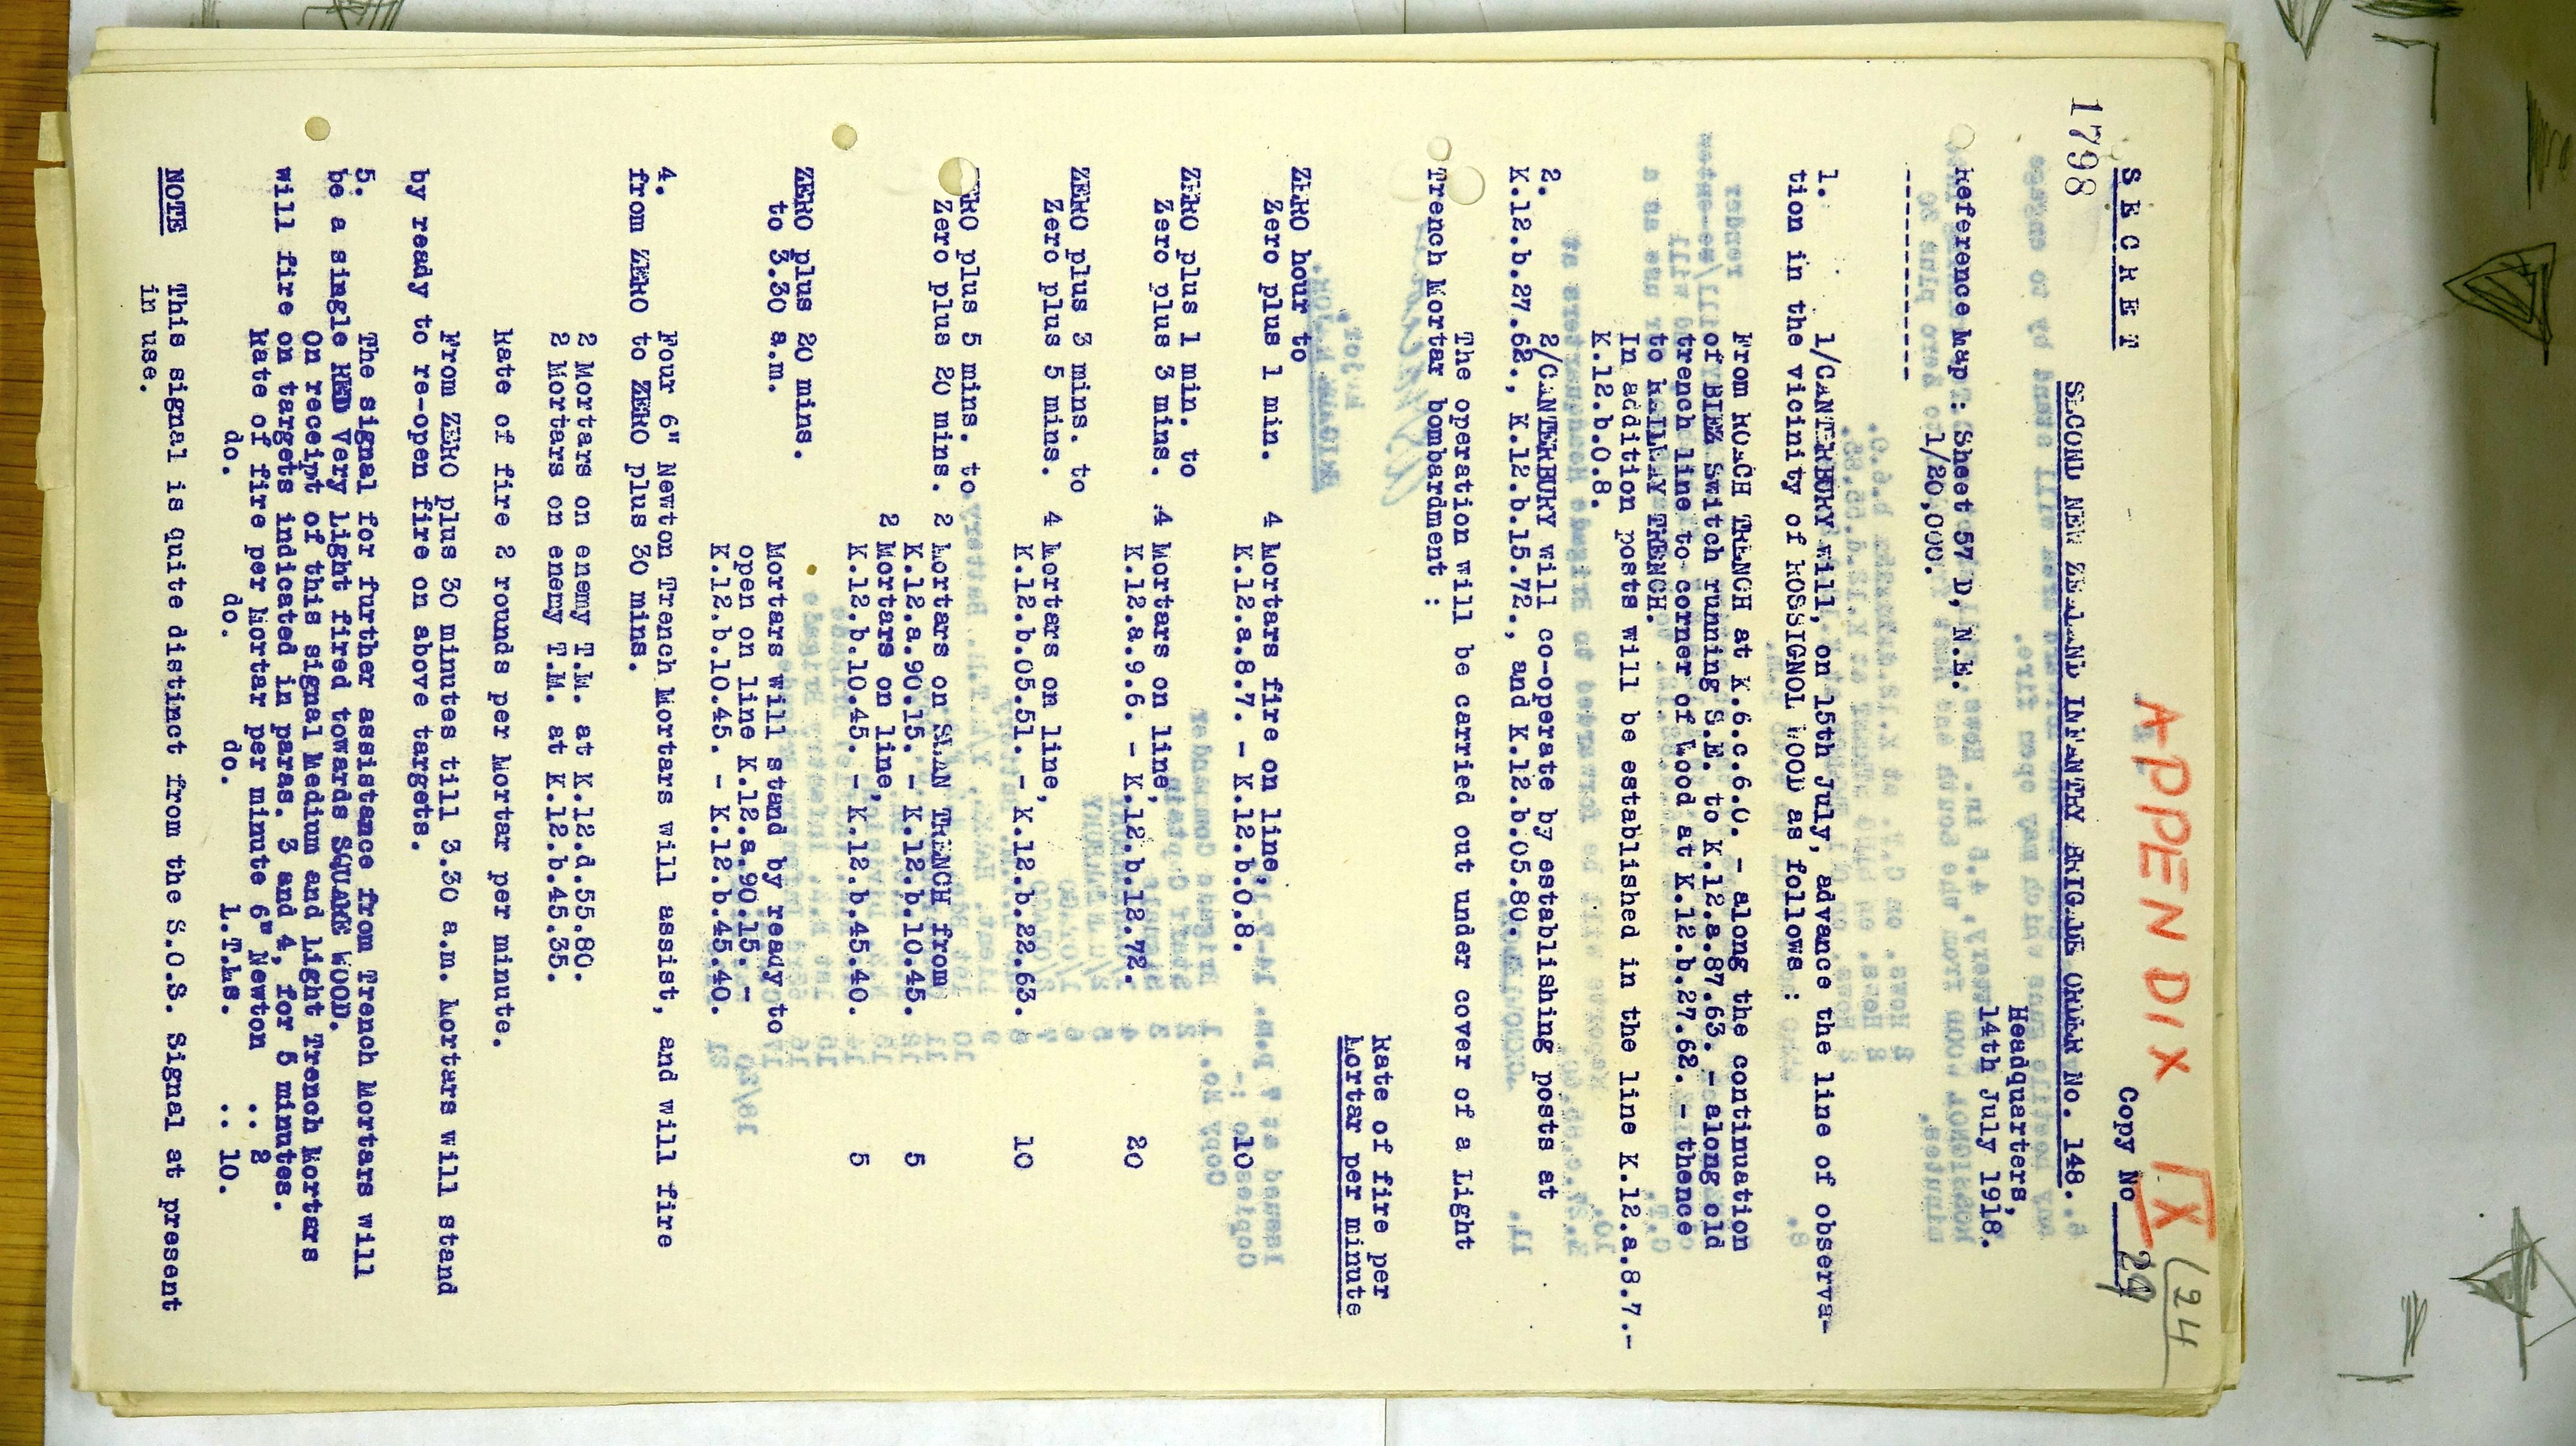 APPENDIX IX
(24
SECRET
Copy No 29
1798
SECOND NEW ZEALAND INFANTRY BRIGADE ORDER No. 148.
Headquarters,
14th July 1918.
Reference Map : Sheet 57 D, N.E.
1/20,000.
------------
1. 1/CANTERBURY will, on 15th July, advance the line of observa-
tion in the vicinity of ROSSIGNOL WOOD as follows :
From ROACH TRENCH at K.6.c.6.0. - along the continuation
of BIEZ Switch running S.E. to K.12.a.87.63. - along old
trench line to corner of Wood at K.12.b.27.62. - thence
to RAILWAY TRENCH.
In addition posts will be established in the line K.12.a.8.7.-
K.12.b.0.8.
2. 2/CANTERBURY will co-operate by establishing posts at
K.12.b.27.62., K.12.b.15.72., and K.12.b.05.80.
The operation will be carried out under cover of a Light
Trench Mortar bombardment :
Rate of fire per
Mortar per minute
ZERO hour to
Zero plus 1 min. 4 Mortars fire on line,
K.12.a.8.7. - K.12.b.0.8. 10
ZERO plus 1 min. to
Zero plus 3 mins. 4 Mortars on line,
K.12.a.9.6. - K.12.b.12.72. 20
ZERO plus 3 mins. to
Zero plus 5 mins. 4 Mortars on line,
K.12.b.05.51. - K.12.b.22.63. 10
ZERO plus 5 mins. to
Zero plus 20 mins. 2 Mortars on SLAN TRENCH from
K.12.a.90.15. - K.12.b.10.45. 5
2 Mortars on line,
K.12.b.10.45. - K.12.b.45.40. 5
ZERO plus 20 mins.
to 3.30 a.m. Mortars will stand by ready to
open on line K.12.a.90.15. -
K.12.b.10.45. - K.12.b.45.40.
4. Four 6" Newton Trench Mortars will assist, and will fire
from ZERO to ZERO plus 30 mins.
2 Mortars on enemy T.M. at K.12.d.55.80.
2 Mortars on enemy T.M. at K.12.b.45.35.
Rate of fire 2 rounds per Mortar per minute.
From ZERO plus 30 minutes till 3.30 a.m. Mortars will stand
by ready to re-open fire on above targets.
5. The signal for further assistance from Trench Mortars will
be a single RED Very Light fired towards SQUARE WOOD.
On receipt of this signal Medium and Light Trench Mortars
will fire on targets indicated in paras. 3 and 4, for 5 minutes.
Rate of fire per Mortar per minute 6" Newton .. 2
do. do. do. L.T.Ms. .. 10.
NOTE This signal is quite distinct from the S.O.S. Signal at present
in use.